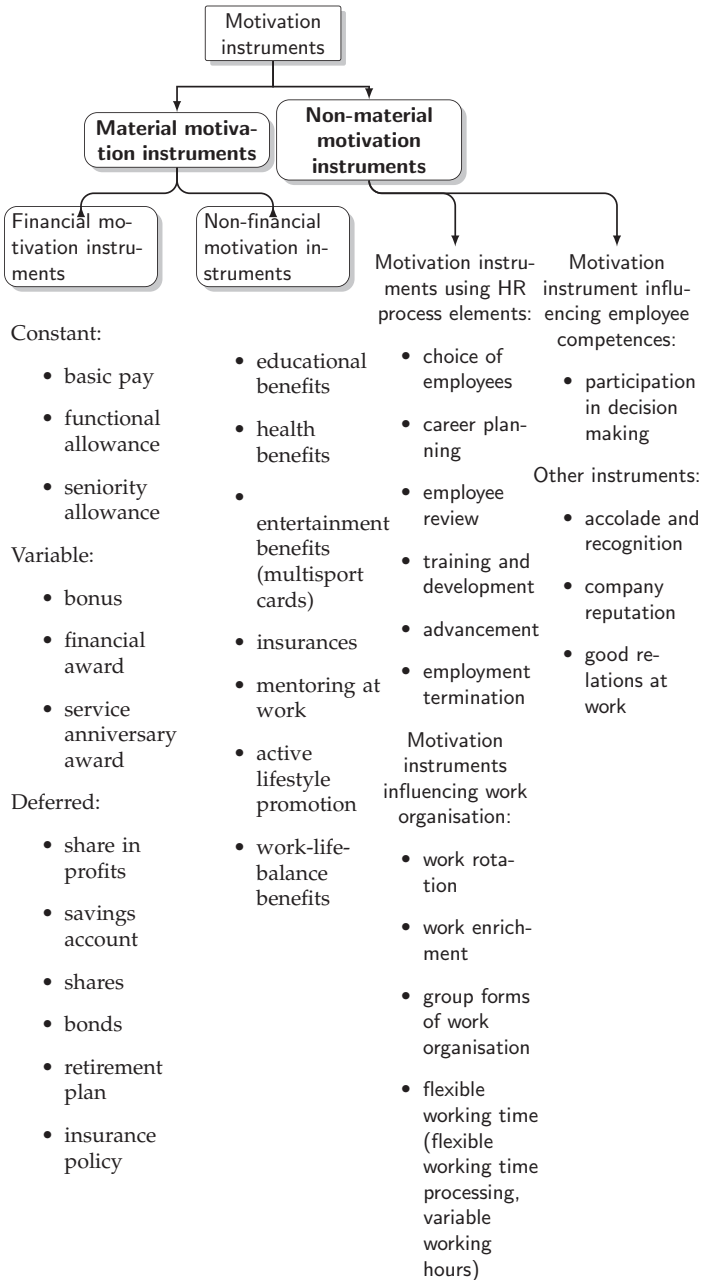 Motivation
instruments
Material motiva-
tion instruments
Non-material
motivation
instruments
Financial mo-
tivation instru-
ments
Non-financial
motivation in-
struments
Constant:
• basic pay
• functional
allowance
• seniority
allowance
Variable:
• bonus
• financial
award
• service
anniversary
award
Deferred:
• share in
profits
• savings
account
• shares
• bonds
• retirement
plan
• insurance
policy
• educational
benefits
• health
benefits
•
entertainment
benefits
(multisport
cards)
• insurances
• mentoring at
work
• active
lifestyle
promotion
• work-life-
balance
benefits
Motivation instru-
ments using HR
process elements:
• choice of
employees
• career plan-
ning
• employee
review
• training and
development
• advancement
• employment
termination
Motivation
instruments
influencing work
organisation:
• work rota-
tion
• work enrich-
ment
• group forms
of work
organisation
• flexible
working time
(flexible
working time
processing,
variable
working
hours)
Motivation
instrument influ-
encing employee
competences:
• participation
in decision
making
Other instruments:
• accolade and
recognition
• company
reputation
• good re-
lations at
work